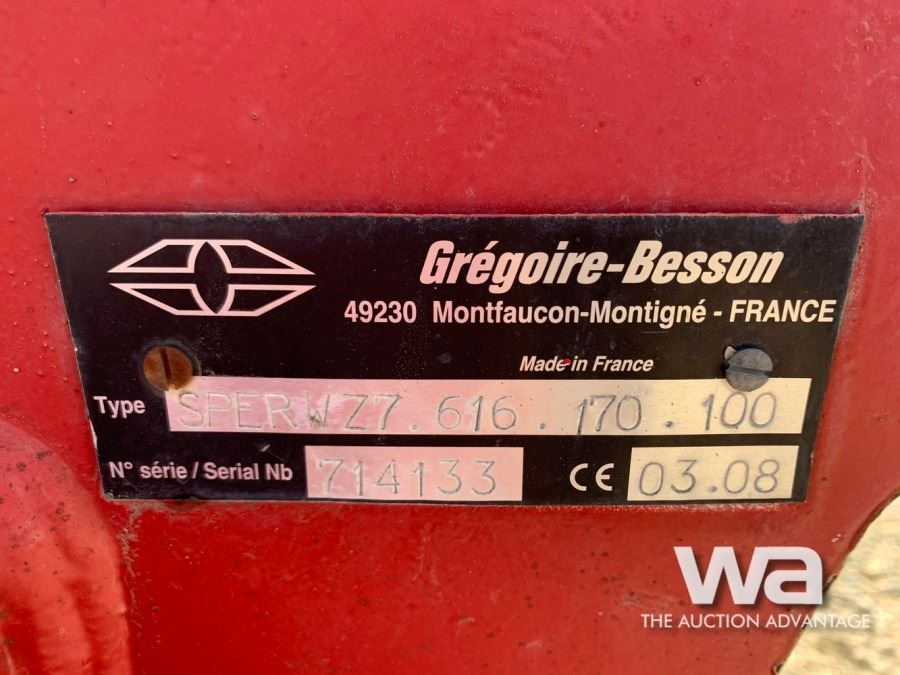 Grégoire-Besson
49230 Montfaucon-Montigné - FRANCE
Made in France
Type SPERWZ7.616.170.100
N° série / Serial Nb 714133 CE 03.08
wa
THE AUCTION ADVANTAGE